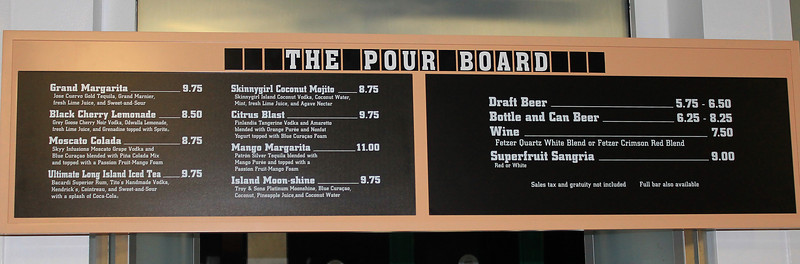 THE POUR BOARD
Grand Margarita 9.75
Jose Cuervo Gold Tequila, Grand Marnier,
fresh Lime Juice, and Sweet-and-Sour
Black Cherry Lemonade 8.50
Grey Goose Cherry Noir Vodka, Odwalla Lemonade,
fresh Lime Juice, and Grenadine topped with Sprite.
Moscato Colada 8.75
Skyy Infusions Moscato Grape Vodka and
Blue Curaçao blended with Pina Colada Mix
and topped with a Passion Fruit-Mango Foam
Ultimate Long Island Iced Tea 9.75
Bacardi Superior Rum, Tito's Handmade Vodka,
Hendrick's, Cointreau, and Sweet-and-Sour
with a splash of Coca-Cola.
Skinnygirl Coconut Mojito 8.75
Skinnygirl Island Coconut Vodka, Coconut Water,
Mint, fresh Lime Juice, and Agave Nectar
Citrus Blast 9.75
Finlandia Tangerine Vodka and Amarette
blended with Orange Purée and Nonfat
Yogurt topped with Blue Curaçao Foam
Mango Margarita 11.00
Patrón Silver Tequila blended with
Mango Purée and topped with a
Passion Fruit-Mango Foam
Island Moon-shine 9.75
Troy & Sons Platinum Moonshine, Blue Curaçao,
Coconut, Pineapple Juice,and Coconut Water
Draft Beer 5.75 - 6.50
Bottle and Can Beer 6.25 - 8.25
Wine 7.50
Fetzer Quartz White Blend or Fetzer Crimson Red Blend
Superfruit Sangria 9.00
Red or White
Sales tax and gratuity not included Full bar also available